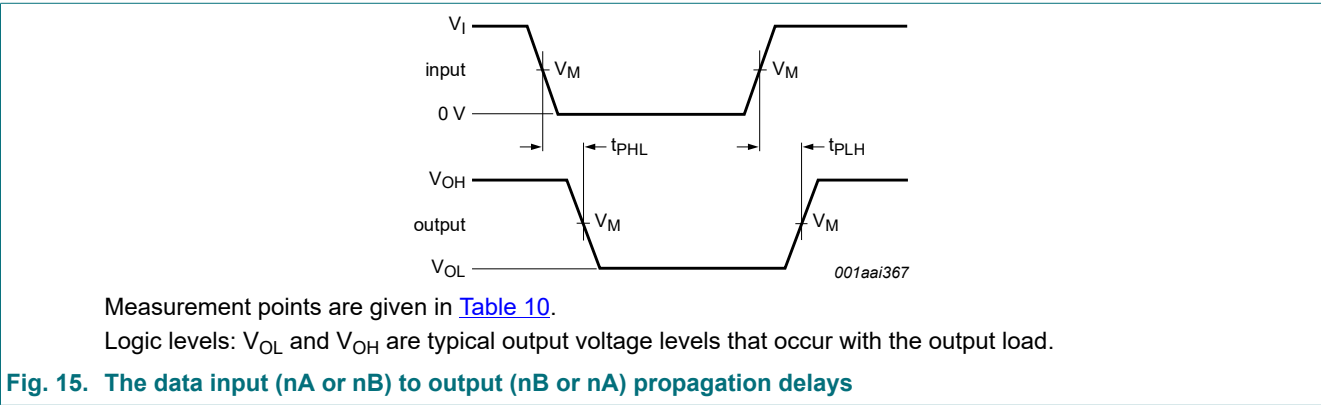 VI
input
VM
VM
0 V
tPHL
tPLH
VOH
output
VM
VM
VOL
001aai367
Measurement points are given in Table 10.
Logic levels: VOL and VOH are typical output voltage levels that occur with the output load.
Fig. 15. The data input (nA or nB) to output (nB or nA) propagation delays